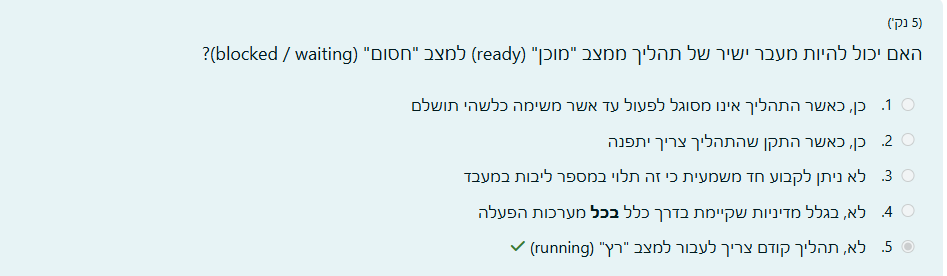 (5 נק')
האם יכול להיות מעבר ישיר של תהליך ממצב "מוכן" (ready) למצב "חסום" (blocked / waiting)?
1. כן, כאשר התהליך אינו מסוגל לפעול עד אשר משימה כלשהי תושלם
2. כן, כאשר התקן שהתהליך צריך יתפנה
3. לא ניתן לקבוע חד משמעית כי זה תלוי במספר ליבות במעבד
4. לא, בגלל מדיניות שקיימת בדרך כלל בכל מערכות הפעלה
5. לא, תהליך קודם צריך לעבור למצב "רץ" (running) ✓